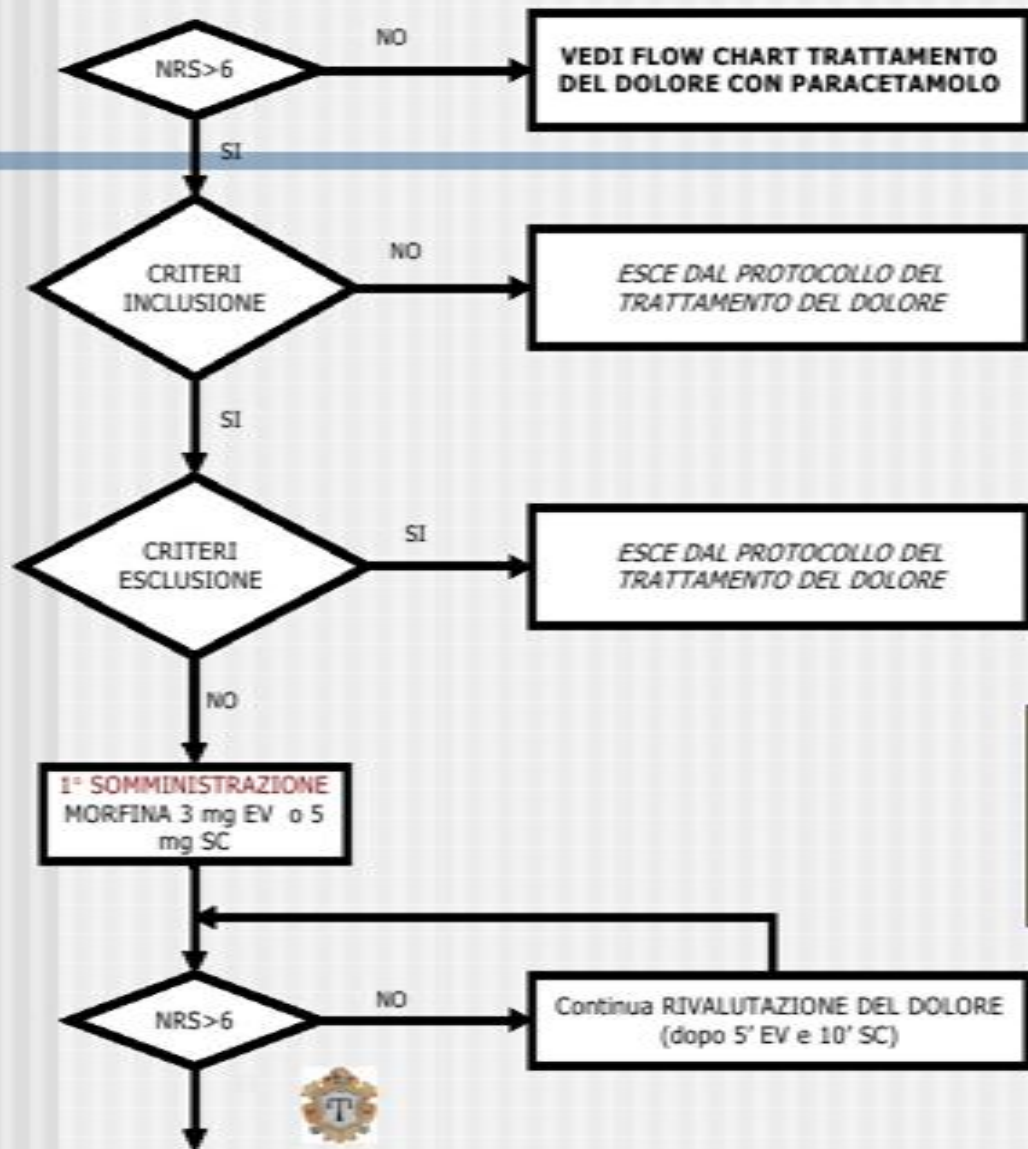 NRS>6
NO
VEDI FLOW CHART TRATTAMENTO
DEL DOLORE CON PARACETAMOLO
SI
CRITERI
INCLUSIONE
NO
ESCE DAL PROTOCOLLO DEL
TRATTAMENTO DEL DOLORE
SI
CRITERI
ESCLUSIONE
SI
ESCE DAL PROTOCOLLO DEL
TRATTAMENTO DEL DOLORE
NO
1° SOMMINISTRAZIONE
MORFINA 3 mg EV o 5
mg SC
NRS>6
NO
Continua RIVALUTAZIONE DEL DOLORE
(dopo 5' EV e 10' SC)
T